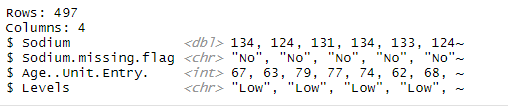 Rows: 497
Columns: 4
$ Sodium              <dbl> 134, 124, 131, 134, 133, 124~
$ Sodium.missing.flag <chr> "No", "No", "No", "No", "No"~
$ Age..Unit.Entry.    <int> 67, 63, 79, 77, 74, 62, 68, ~
$ Levels              <chr> "Low", "Low", "Low", "Low", ~